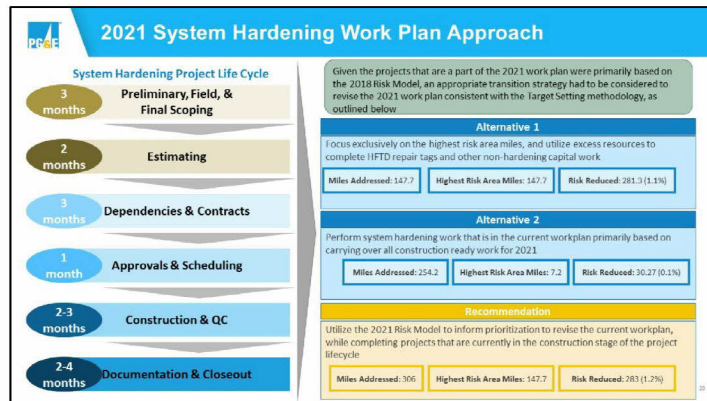 PG&E
2021 System Hardening Work Plan Approach
System Hardening Project Life Cycle
3
months
Preliminary, Field, &
Final Scoping
2
months
Estimating
3
months
Dependencies & Contracts
1
month
Approvals & Scheduling
2-3
months
Construction & QC
2-4
months
Documentation & Closeout
Given the projects that are a part of the 2021 work plan were primarily based on
the 2018 Risk Model, an appropriate transition strategy had to be considered to
revise the 2021 work plan consistent with the Target Setting methodology, as
outlined below
Alternative 1
Focus exclusively on the highest risk area miles, and utilize excess resources to
complete HFTD repair tags and other non-hardening capital work
Miles Addressed: 147.7
Highest Risk Area Miles: 147.7
Risk Reduced: 281.3 (1.1%)
Alternative 2
Perform system hardening work that is in the current workplan primarily based on
carrying over all construction ready work for 2021
Miles Addressed: 254.2
Highest Risk Area Miles: 7.2
Risk Reduced: 30.27 (0.1%)
Recommendation
Utilize the 2021 Risk Model to inform prioritization to revise the current workplan,
while completing projects that are currently in the construction stage of the project
lifecycle
Miles Addressed: 306
Highest Risk Area Miles: 147.7
Risk Reduced: 283 (1.2%)